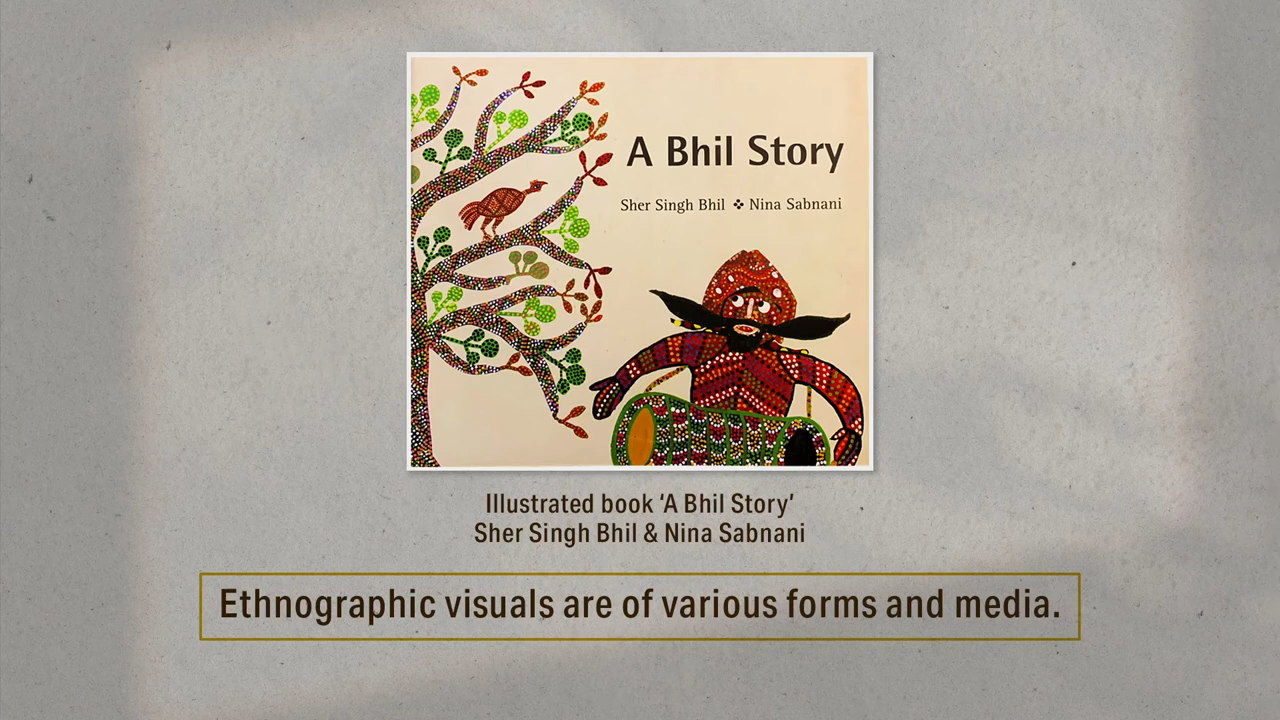 A Bhil Story
Sher Singh Bhil ❖ Nina Sabnani
Illustrated book ‘A Bhil Story’
Sher Singh Bhil & Nina Sabnani
Ethnographic visuals are of various forms and media.